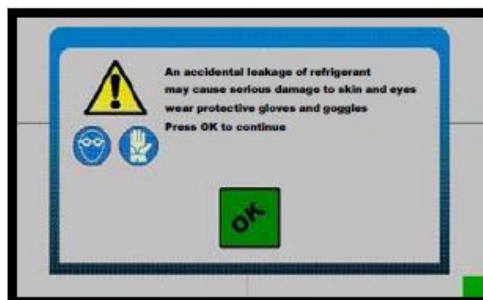 An accidental leakage of refrigerant
may cause serious damage to skin and eyes
wear protective gloves and goggles
Press OK to continue
OK